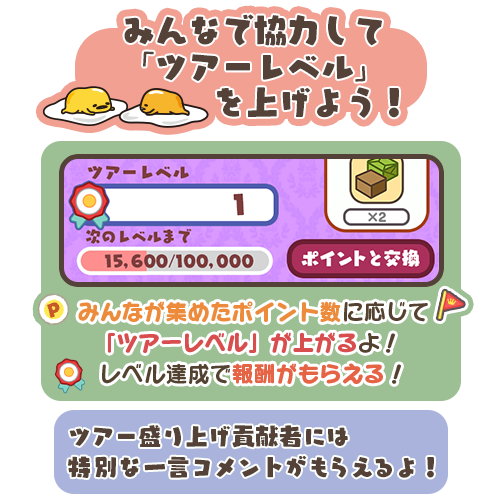 みんなで協力して
「ツアーレベル」
を上げよう！
ツアーレベル
1
×2
次のレベルまで
15,600/100,000
ポイントと交換
P みんなが集めたポイント数に応じて
「ツアーレベル」が上がるよ！
レベル達成で報酬がもらえる！
ツアー盛り上げ貢献者には
特別な一言コメントがもらえるよ！